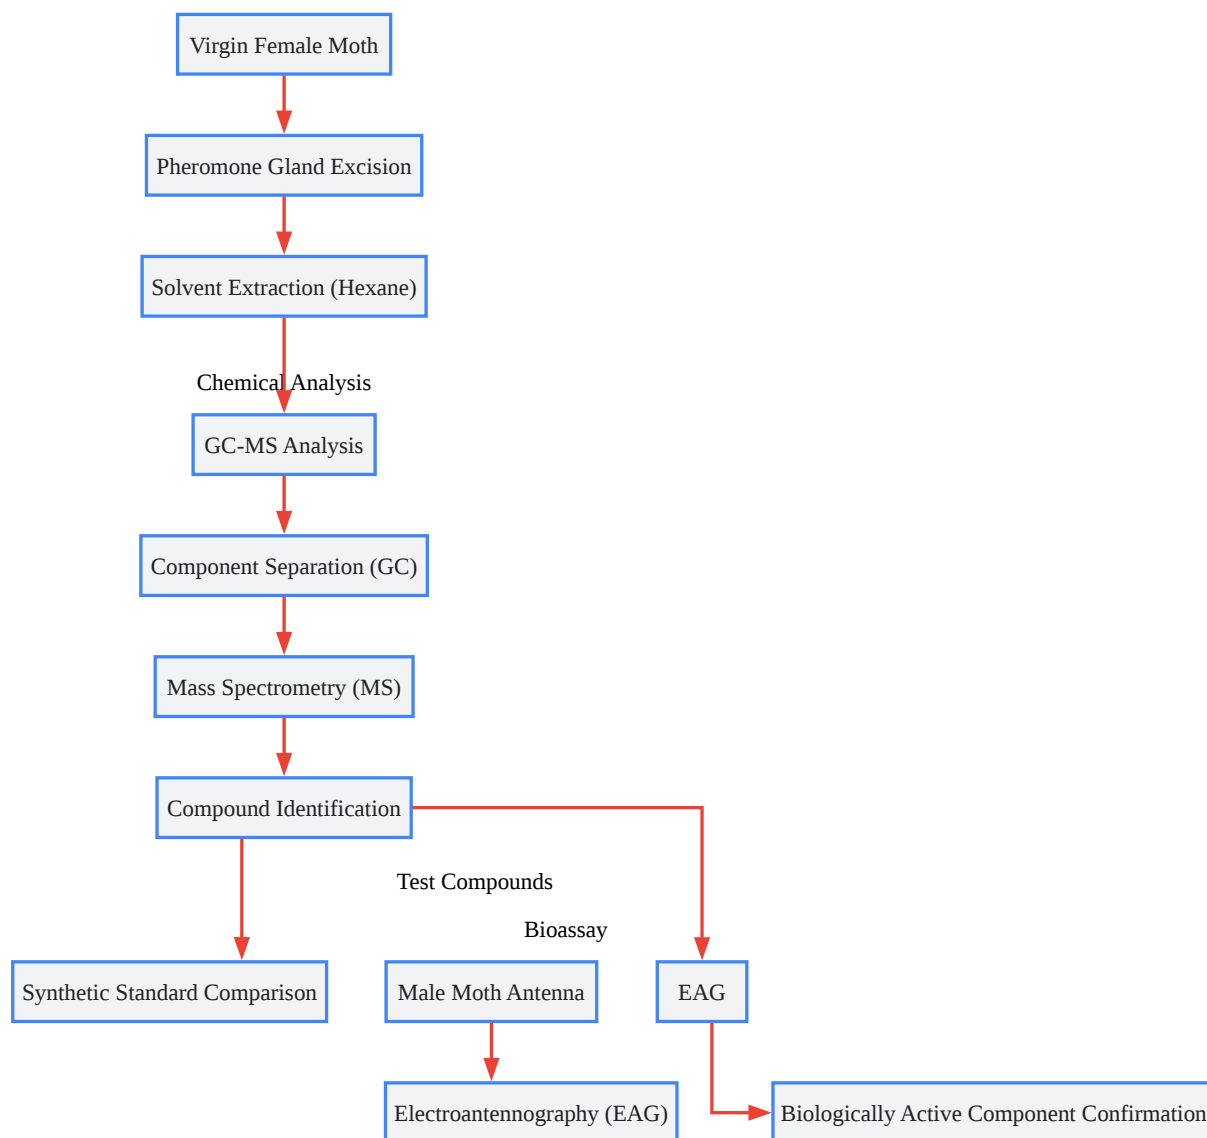 Virgin Female Moth
Pheromone Gland Excision
Solvent Extraction (Hexane)
Chemical Analysis
GC-MS Analysis
Component Separation (GC)
Mass Spectrometry (MS)
Compound Identification
Test Compounds
Bioassay
Synthetic Standard Comparison
Male Moth Antenna
EAG
Electroantennography (EAG)
Biologically Active Component Confirmation